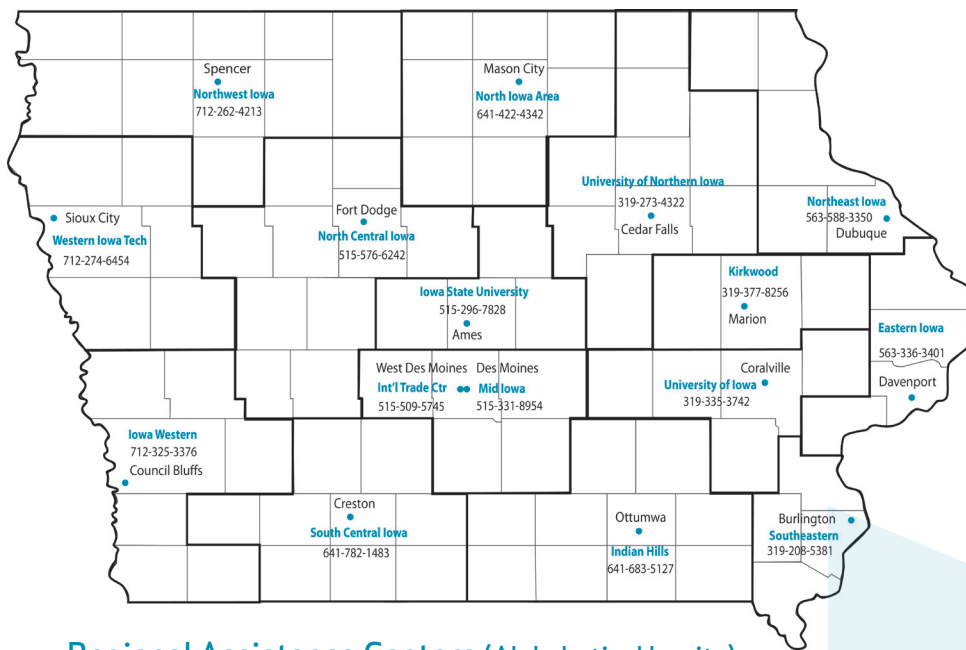 Spencer
Northwest Iowa
712-262-4213
Mason City
North Iowa Area
641-422-4342
University of Northern Iowa
319-273-4322
Cedar Falls
Northeast Iowa
563-588-3350
Dubuque
Sioux City
Western Iowa Tech
712-274-6454
Fort Dodge
North Central Iowa
515-576-6242
Iowa State University
515-296-7828
Ames
Kirkwood
319-377-8256
Marion
Eastern Iowa
563-336-3401
Davenport
West Des Moines
Int'l Trade Ctr
515-509-5745
Des Moines
Mid Iowa
515-331-8954
Coralville
University of Iowa
319-335-3742
Iowa Western
712-325-3376
Council Bluffs
Creston
South Central Iowa
641-782-1483
Ottumwa
Indian Hills
641-683-5127
Burlington
Southeastern
319-208-5381